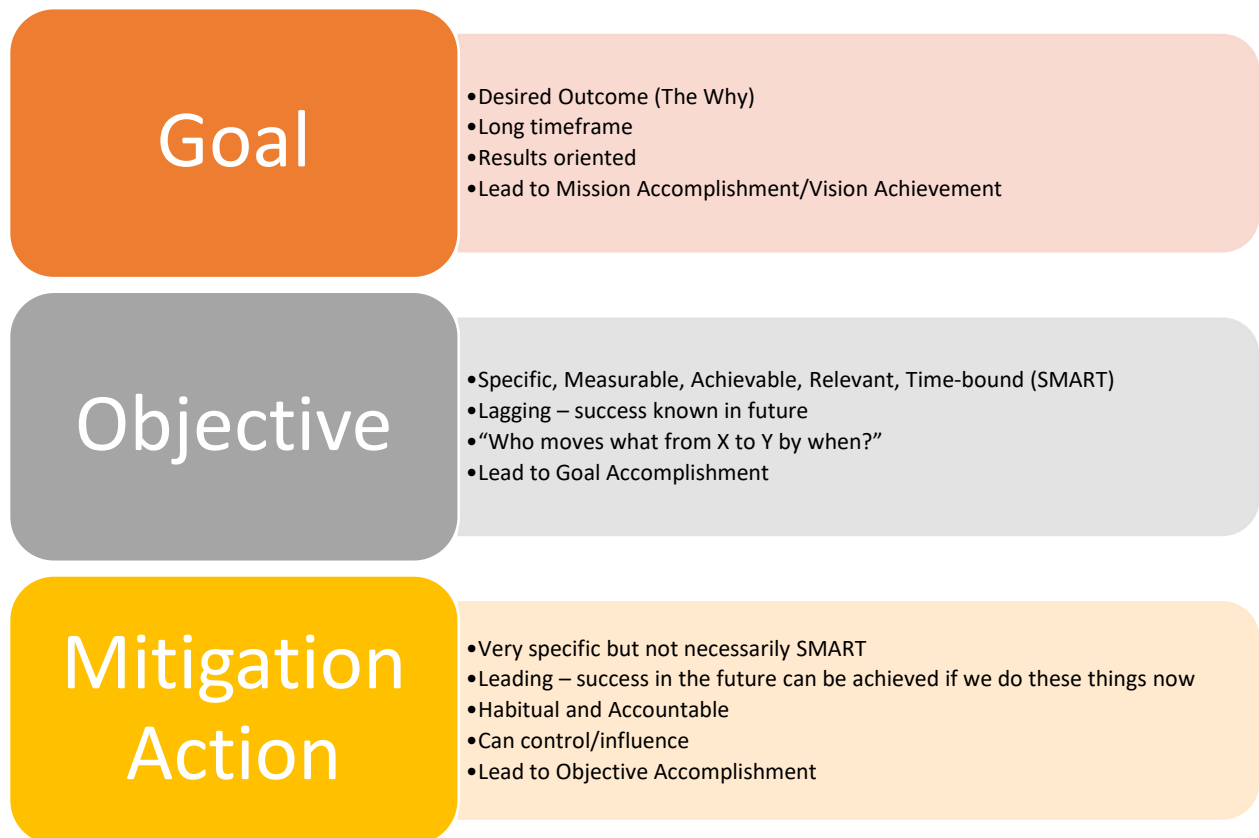 Goal
•Desired Outcome (The Why)
•Long timeframe
•Results oriented
•Lead to Mission Accomplishment/Vision Achievement
Objective
•Specific, Measurable, Achievable, Relevant, Time-bound (SMART)
•Lagging – success known in future
•“Who moves what from X to Y by when?”
•Lead to Goal Accomplishment
Mitigation
Action
•Very specific but not necessarily SMART
•Leading – success in the future can be achieved if we do these things now
•Habitual and Accountable
•Can control/influence
•Lead to Objective Accomplishment